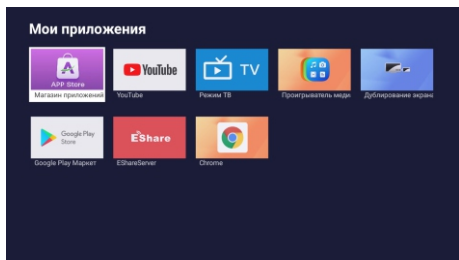 Мои приложения
APP Store
YouTube
TV
Магазин приложений
YouTube
Режим ТВ
Проигрыватель меди
Дублирование экрана
Google Play
Store
EShare
Google Play Маркет
EShareServer
Chrome